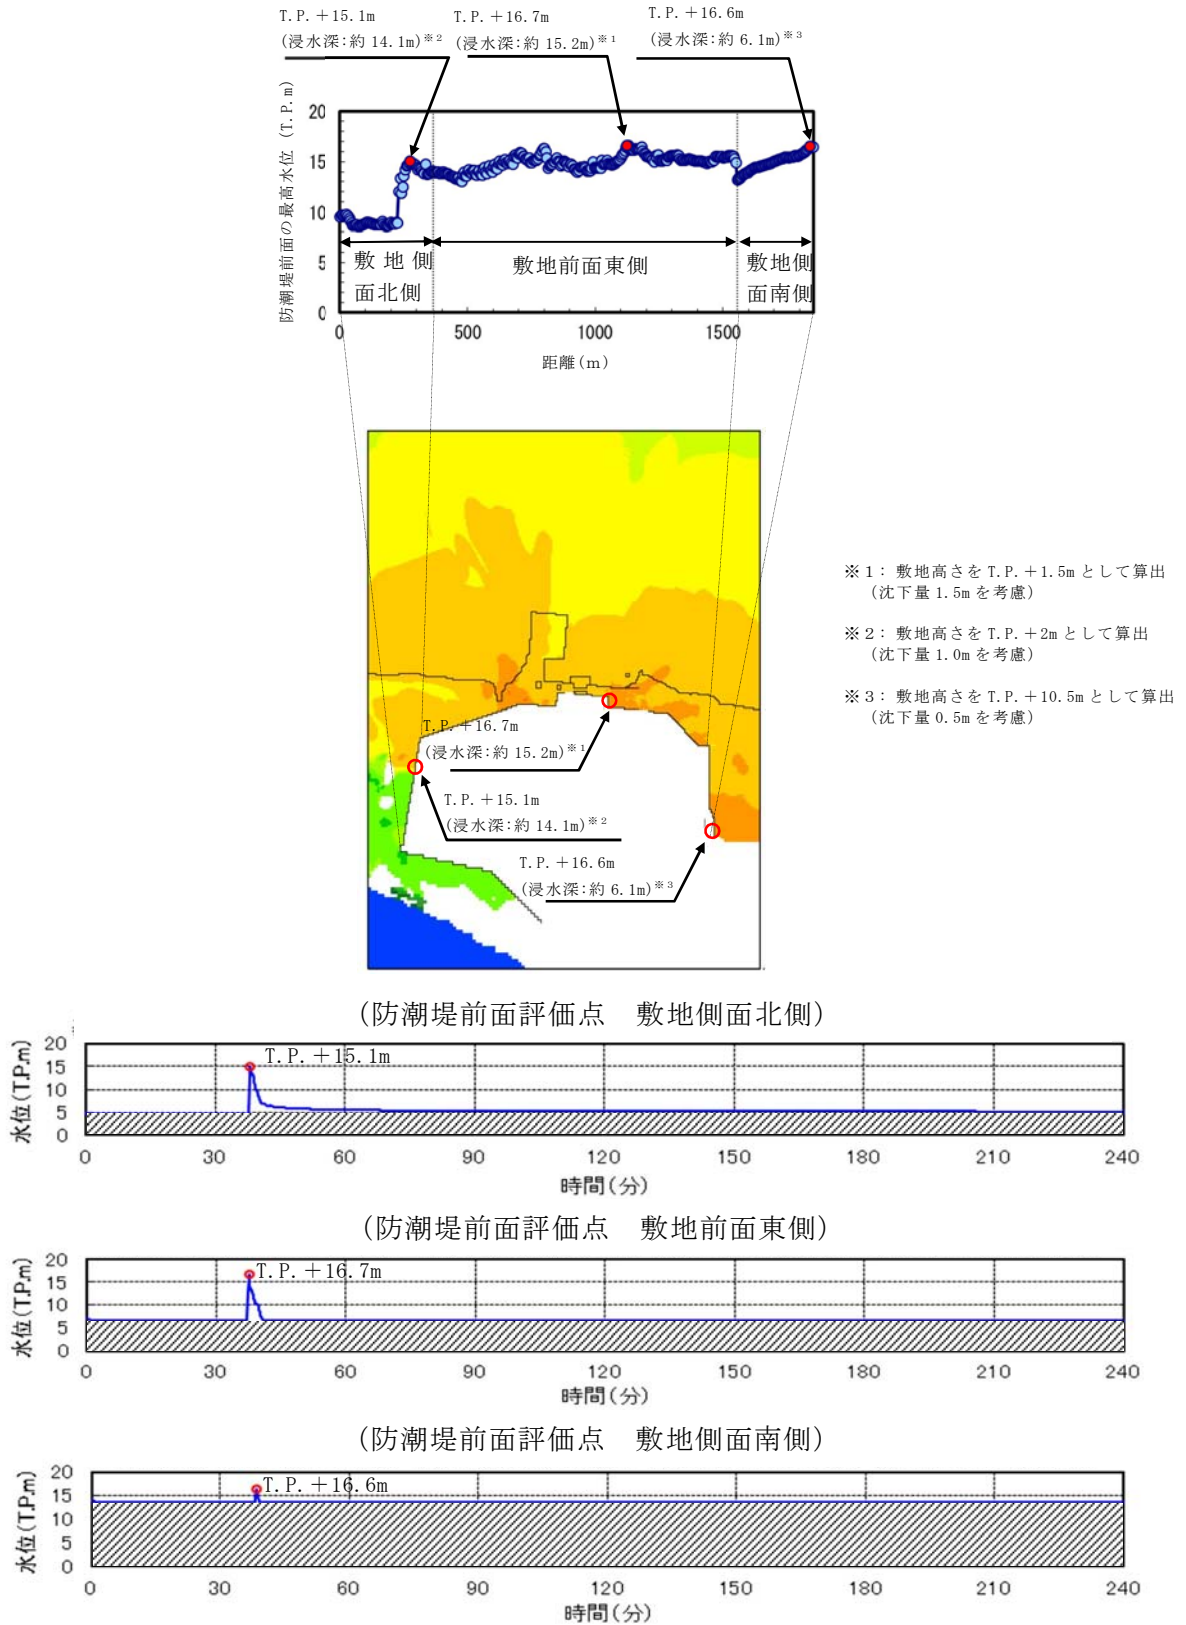 T.P.+15.1m
(浸水深:約 14.1m)※2
T.P.+16.7m
(浸水深:約 15.2m)※1
T.P.+16.6m
(浸水深:約 6.1m)※3
防潮堤前面の最高水位 (T.P.m)
20
15
10
5
0
敷地側
面北側
敷地前面東側
敷地側
面南側
0 500 1000 1500
距離(m)
T.P.+16.7m
(浸水深:約 15.2m)※1
T.P.+15.1m
(浸水深:約 14.1m)※2
T.P.+16.6m
(浸水深:約 6.1m)※3
※1: 敷地高さを T.P.+1.5m として算出
(沈下量 1.5m を考慮)
※2: 敷地高さを T.P.+2m として算出
(沈下量 1.0m を考慮)
※3: 敷地高さを T.P.+10.5m として算出
(沈下量 0.5m を考慮)
(防潮堤前面評価点 敷地側面北側)
水位(T.P.m)
20
15
10
5
0
T.P.+15.1m
0 30 60 90 120 150 180 210 240
時間(分)
(防潮堤前面評価点 敷地前面東側)
水位(T.P.m)
20
15
10
5
0
T.P.+16.7m
0 30 60 90 120 150 180 210 240
時間(分)
(防潮堤前面評価点 敷地側面南側)
水位(T.P.m)
20
15
10
5
0
T.P.+16.6m
0 30 60 90 120 150 180 210 240
時間(分)